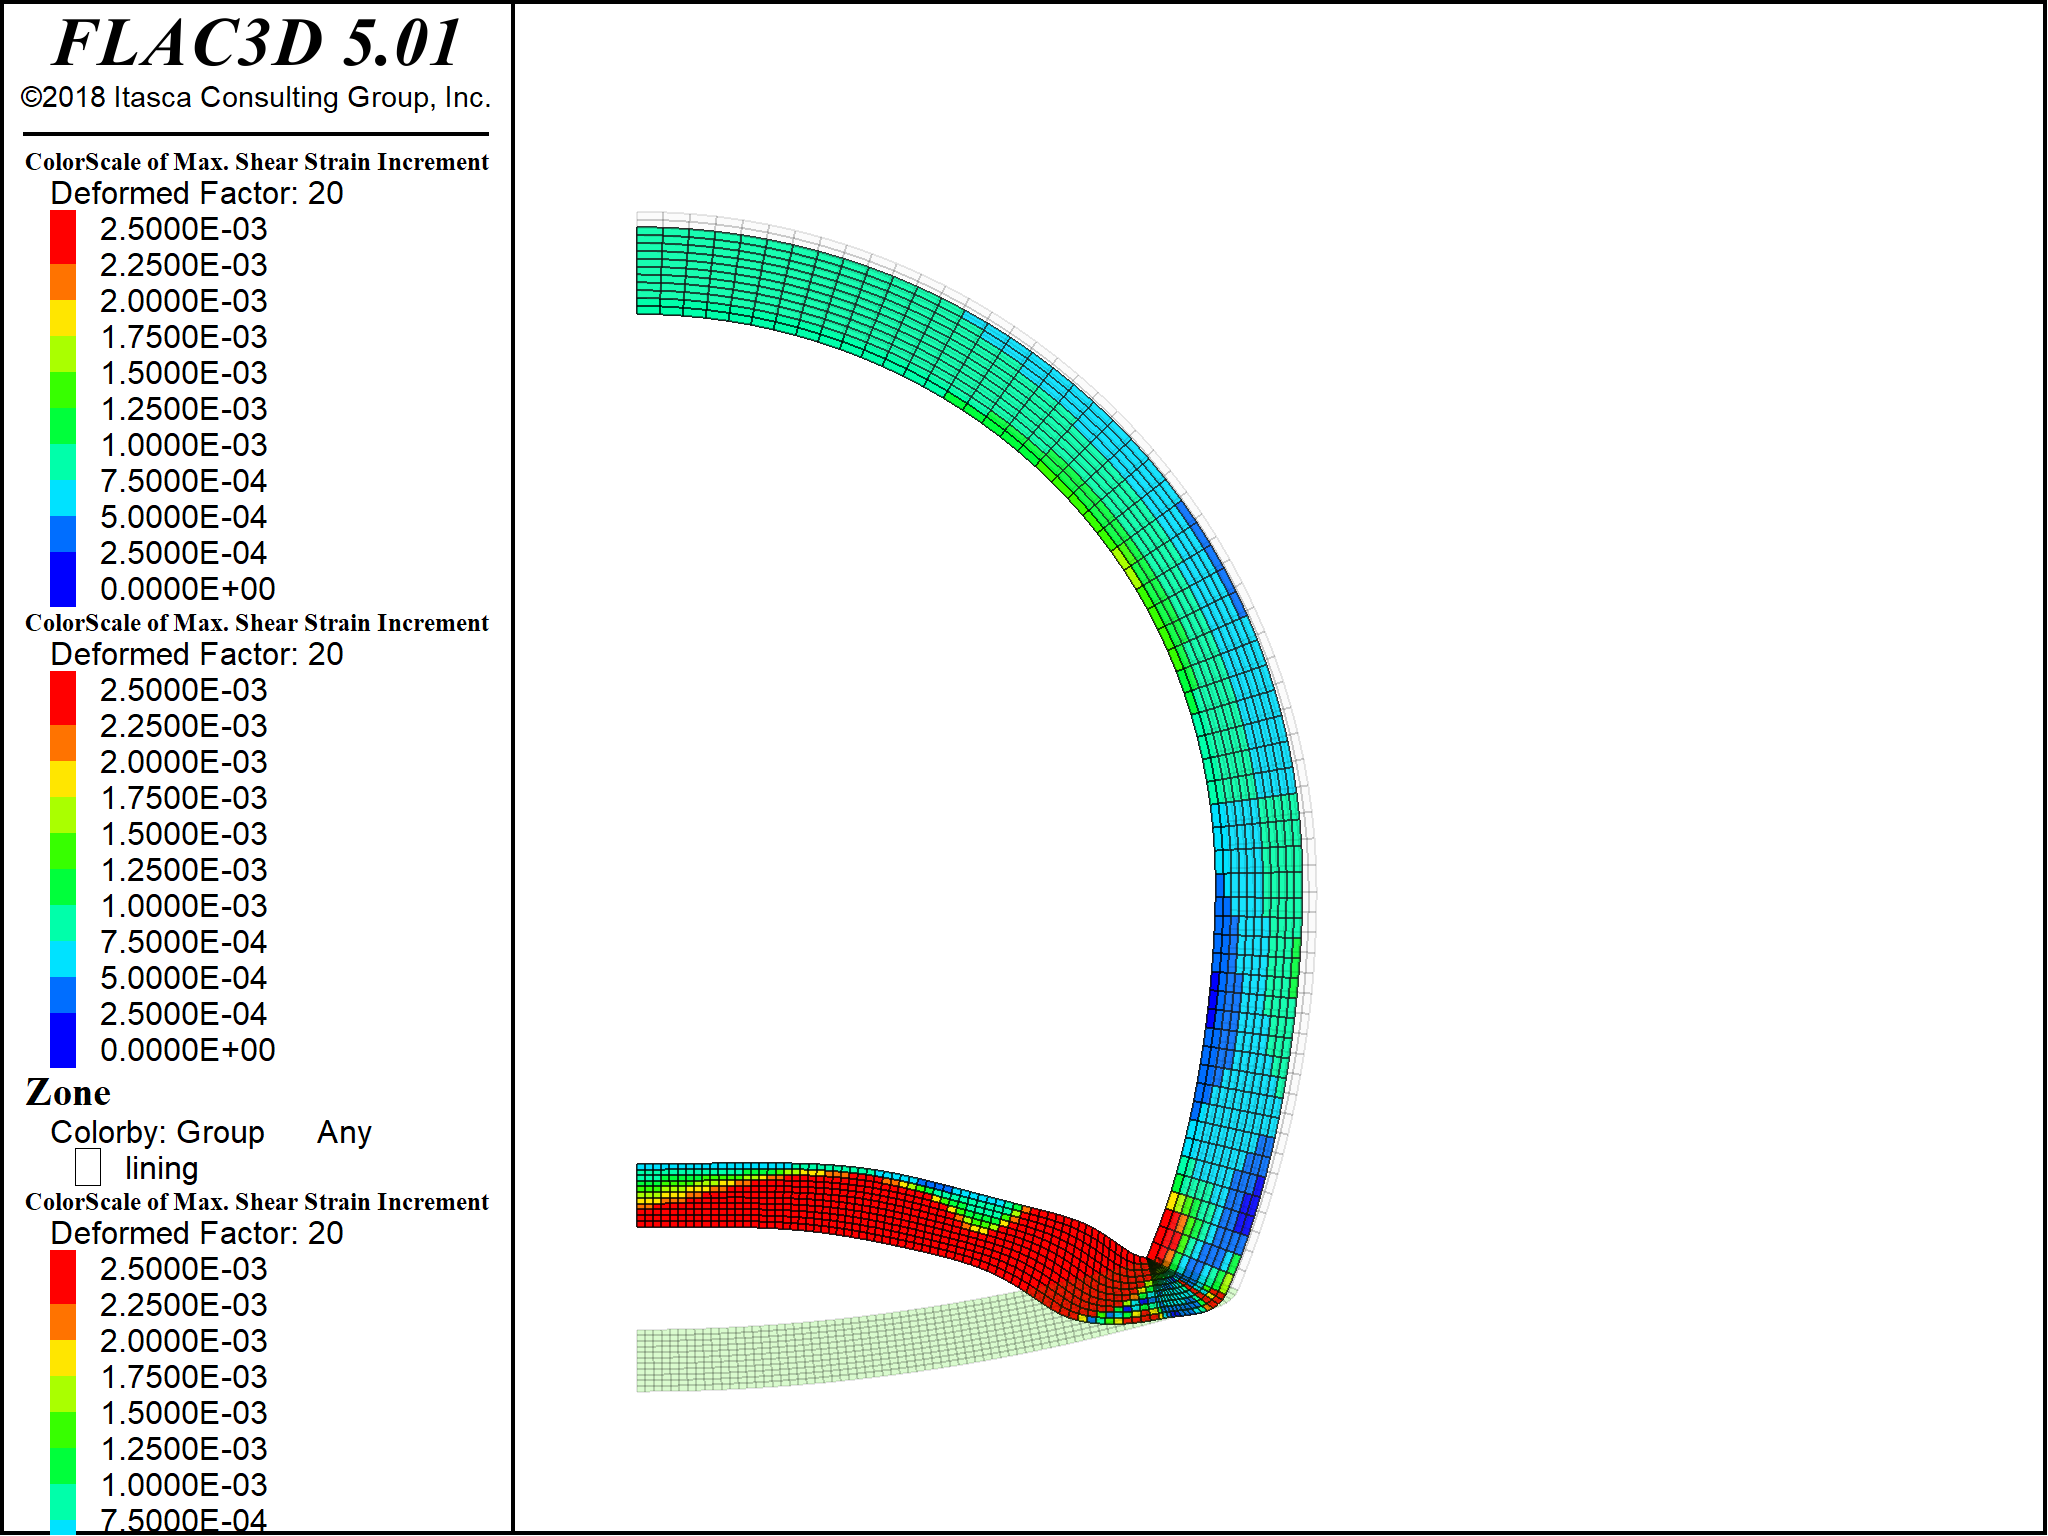 FLAC3D 5.01
©2018 Itasca Consulting Group, Inc.
ColorScale of Max. Shear Strain Increment
Deformed Factor: 20
2.5000E-03
2.2500E-03
2.0000E-03
1.7500E-03
1.5000E-03
1.2500E-03
1.0000E-03
7.5000E-04
5.0000E-04
2.5000E-04
0.0000E+00
ColorScale of Max. Shear Strain Increment
Deformed Factor: 20
2.5000E-03
2.2500E-03
2.0000E-03
1.7500E-03
1.5000E-03
1.2500E-03
1.0000E-03
7.5000E-04
5.0000E-04
2.5000E-04
0.0000E+00
Zone
Colorby: Group Any
lining
ColorScale of Max. Shear Strain Increment
Deformed Factor: 20
2.5000E-03
2.2500E-03
2.0000E-03
1.7500E-03
1.5000E-03
1.2500E-03
1.0000E-03
7.5000E-04